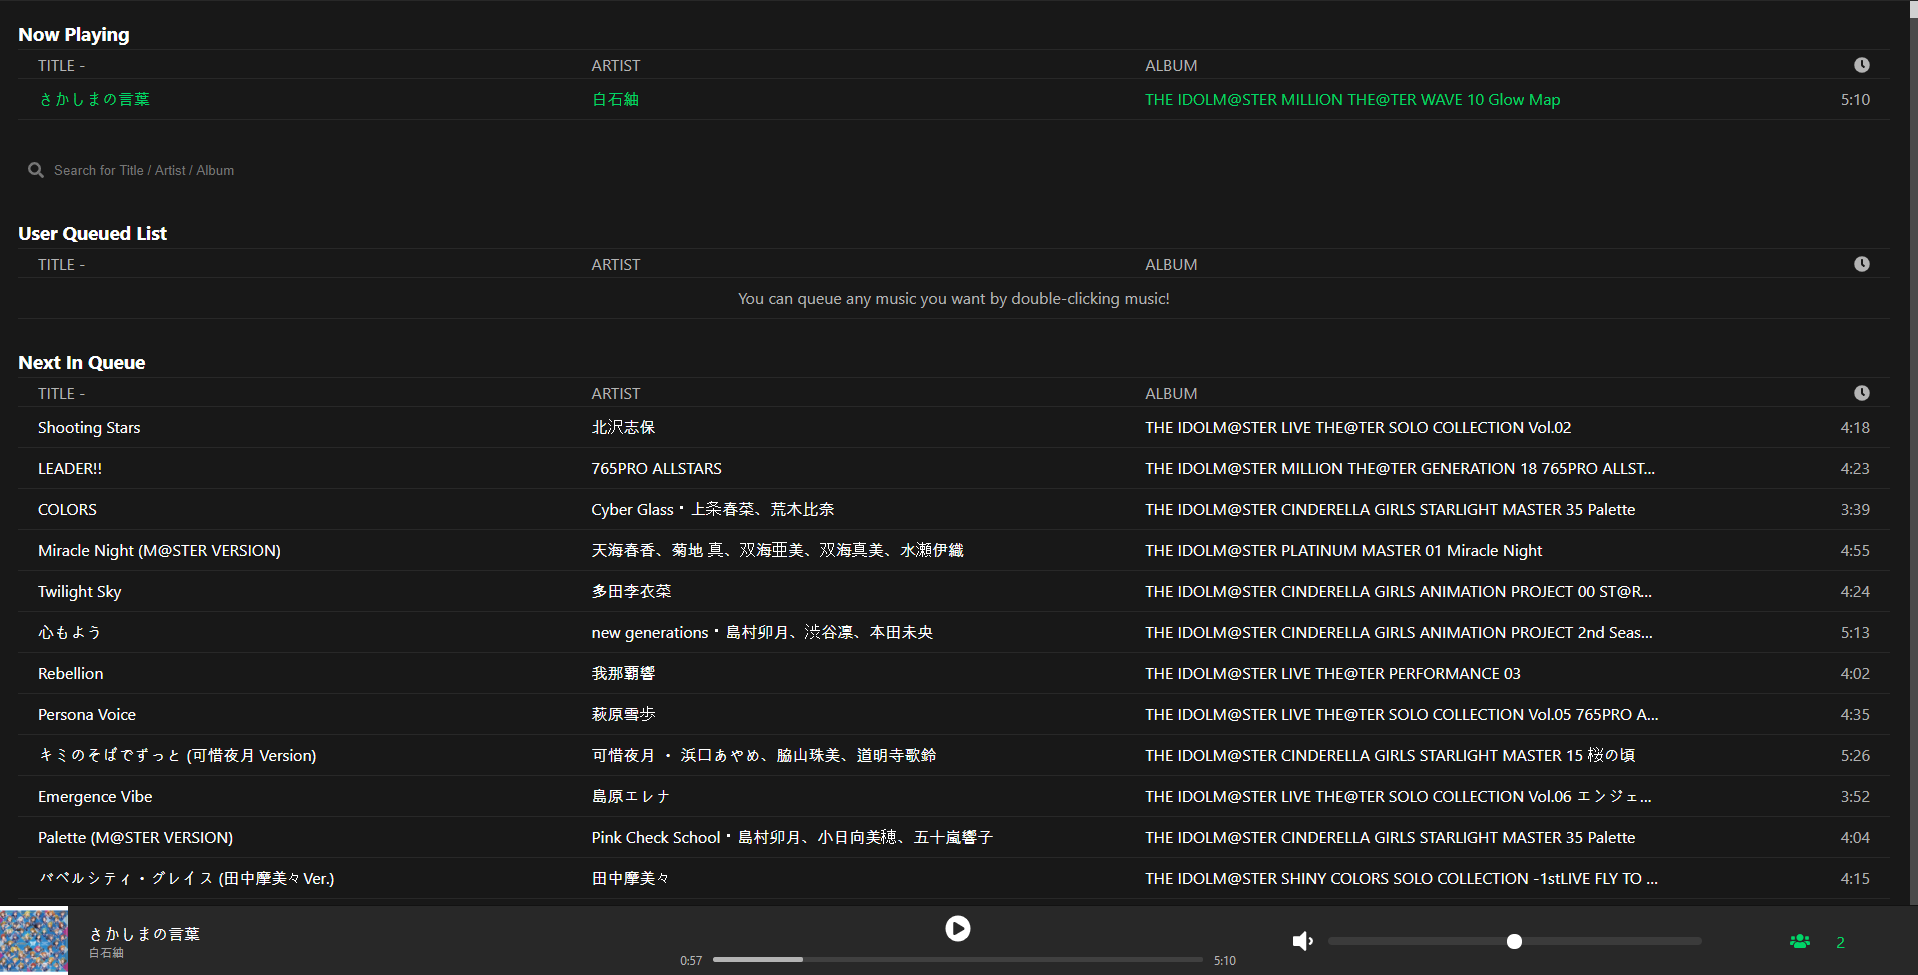 Now Playing
TITLE - ARTIST ALBUM
さかしまの言葉 白石紬 THE IDOLM@STER MILLION THE@TER WAVE 10 Glow Map 5:10
Search for Title / Artist / Album
User Queued List
TITLE - ARTIST ALBUM
You can queue any music you want by double-clicking music!
Next In Queue
TITLE - ARTIST ALBUM
Shooting Stars 北沢志保 THE IDOLM@STER LIVE THE@TER SOLO COLLECTION Vol.02 4:18
LEADER!! 765PRO ALLSTARS THE IDOLM@STER MILLION THE@TER GENERATION 18 765PRO ALLST... 4:23
COLORS Cyber Glass・上条春菜、荒木比奈 THE IDOLM@STER CINDERELLA GIRLS STARLIGHT MASTER 35 Palette 3:39
Miracle Night (M@STER VERSION) 天海春香、菊地 真、双海亜美、双海真美、水瀬伊織 THE IDOLM@STER PLATINUM MASTER 01 Miracle Night 4:55
Twilight Sky 多田李衣菜 THE IDOLM@STER CINDERELLA GIRLS ANIMATION PROJECT 00 ST@R... 4:24
心もよう new generations・島村卯月、渋谷凛、本田未央 THE IDOLM@STER CINDERELLA GIRLS ANIMATION PROJECT 2nd Seas... 5:13
Rebellion 我那覇響 THE IDOLM@STER LIVE THE@TER PERFORMANCE 03 4:02
Persona Voice 萩原雪歩 THE IDOLM@STER LIVE THE@TER SOLO COLLECTION Vol.05 765PRO A... 4:35
キミのそばでずっと (可惜夜月 Version) 可惜夜月 ・ 浜口あやめ、脇山珠美、道明寺歌鈴 THE IDOLM@STER CINDERELLA GIRLS STARLIGHT MASTER 15 桜の頃 5:26
Emergence Vibe 島原エレナ THE IDOLM@STER LIVE THE@TER SOLO COLLECTION Vol.06 エンジェ... 3:52
Palette (M@STER VERSION) Pink Check School・島村卯月、小日向美穂、五十嵐響子 THE IDOLM@STER CINDERELLA GIRLS STARLIGHT MASTER 35 Palette 4:04
バベルシティ・グレイス (田中摩美々Ver.) 田中摩美々 THE IDOLM@STER SHINY COLORS SOLO COLLECTION -1stLIVE FLY TO ... 4:15
さかしまの言葉
白石紬
0:57 5:10
2